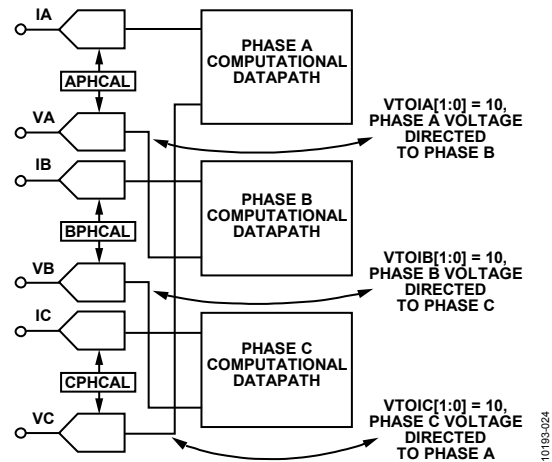 IA
PHASE A
COMPUTATIONAL
DATAPATH
APHCAL
VA
VTOIA[1:0] = 10,
PHASE A VOLTAGE
DIRECTED
TO PHASE B
IB
PHASE B
COMPUTATIONAL
DATAPATH
BPHCAL
VB
VTOIB[1:0] = 10,
PHASE B VOLTAGE
DIRECTED
TO PHASE C
IC
PHASE C
COMPUTATIONAL
DATAPATH
CPHCAL
VC
VTOIC[1:0] = 10,
PHASE C VOLTAGE
DIRECTED
TO PHASE A
10193-024